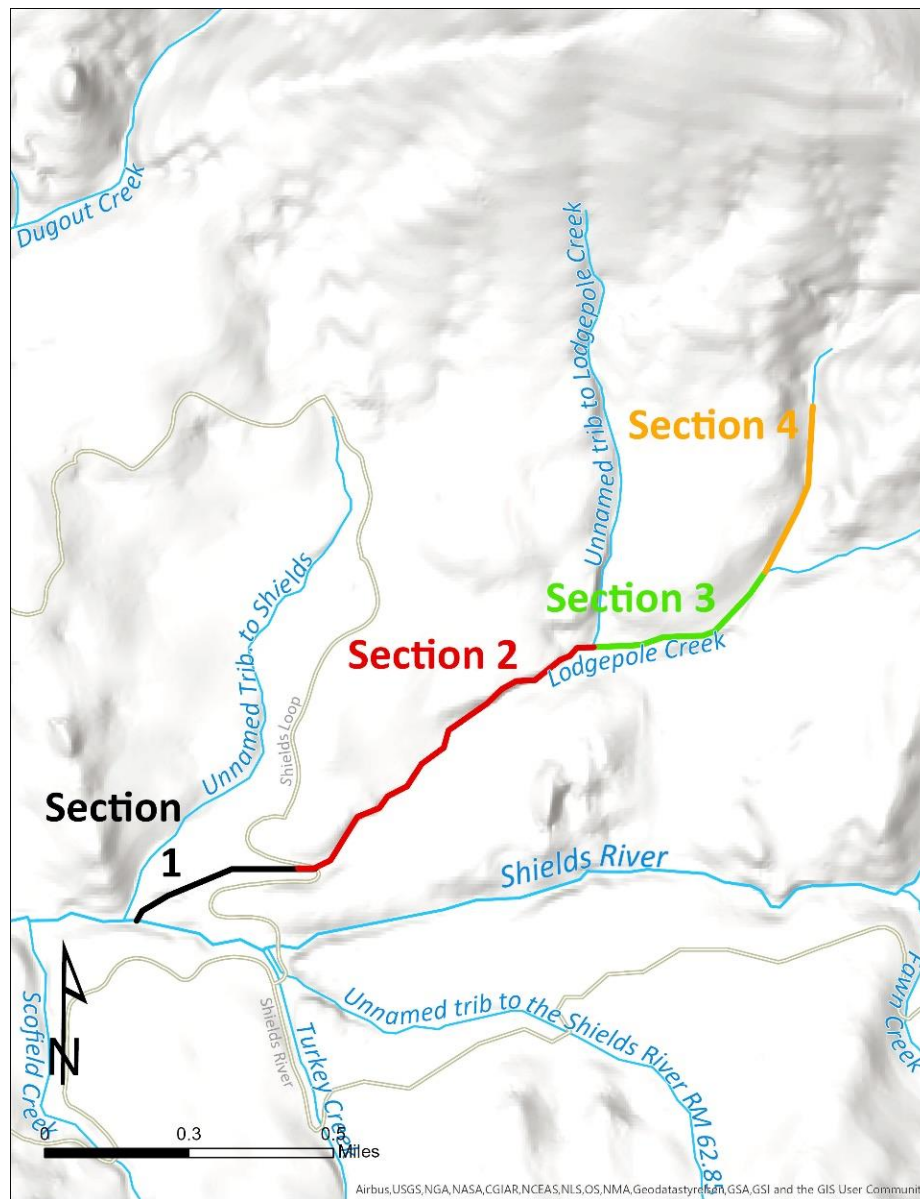 Dugout Creek
Unnamed trib to Lodgepole Creek
Section 4
Unnamed Trib. to Shields
Section 3
Section 2
Lodgepole Creek
Shields Loop
Section
1
Shields River
Unnamed trib to the Shields River RM 62.85
Fawn Creek
Scofield Creek
Shields River
Turkey Creek
N
0
0.3
0.5
Miles
Airbus,USGS,NGA,NASA,CGIAR,NCEAS,NLS,OS,NMA,Geodatastyrelsen,GSA,GSI and the GIS User Communit